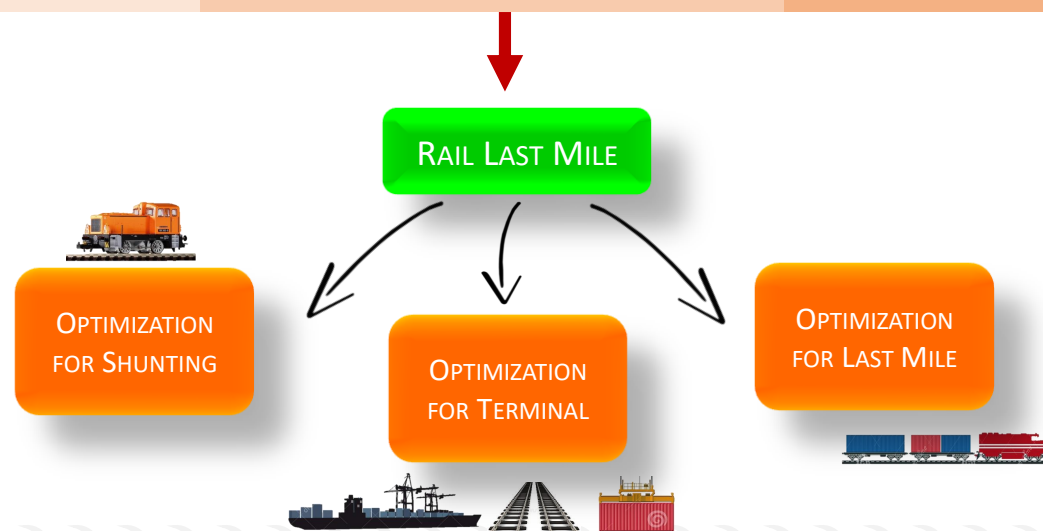 Rail Last Mile
Optimization
for Shunting
Optimization
for Terminal
Optimization
for Last Mile